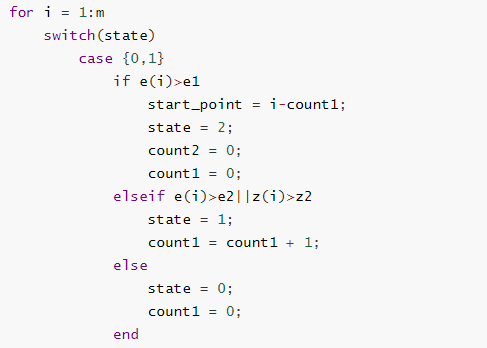 for i = 1:m
    switch(state)
        case {0,1}
            if e(i)>e1
                start_point = i-count1;
                state = 2;
                count2 = 0;
                count1 = 0;
            elseif e(i)>e2||z(i)>z2
                state = 1;
                count1 = count1 + 1;
            else
                state = 0;
                count1 = 0;
            end